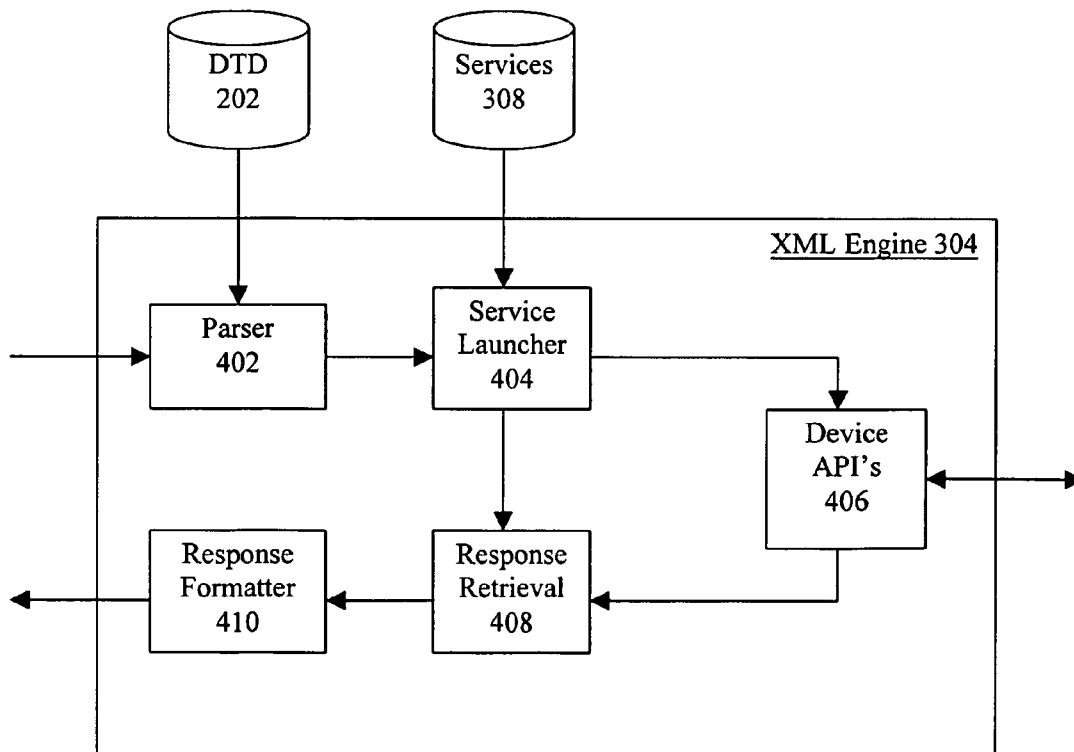 DTD
202
Services
308
XML Engine 304
Parser
402
Service
Launcher
404
Device
API's
406
Response
Formatter
410
Response
Retrieval
408